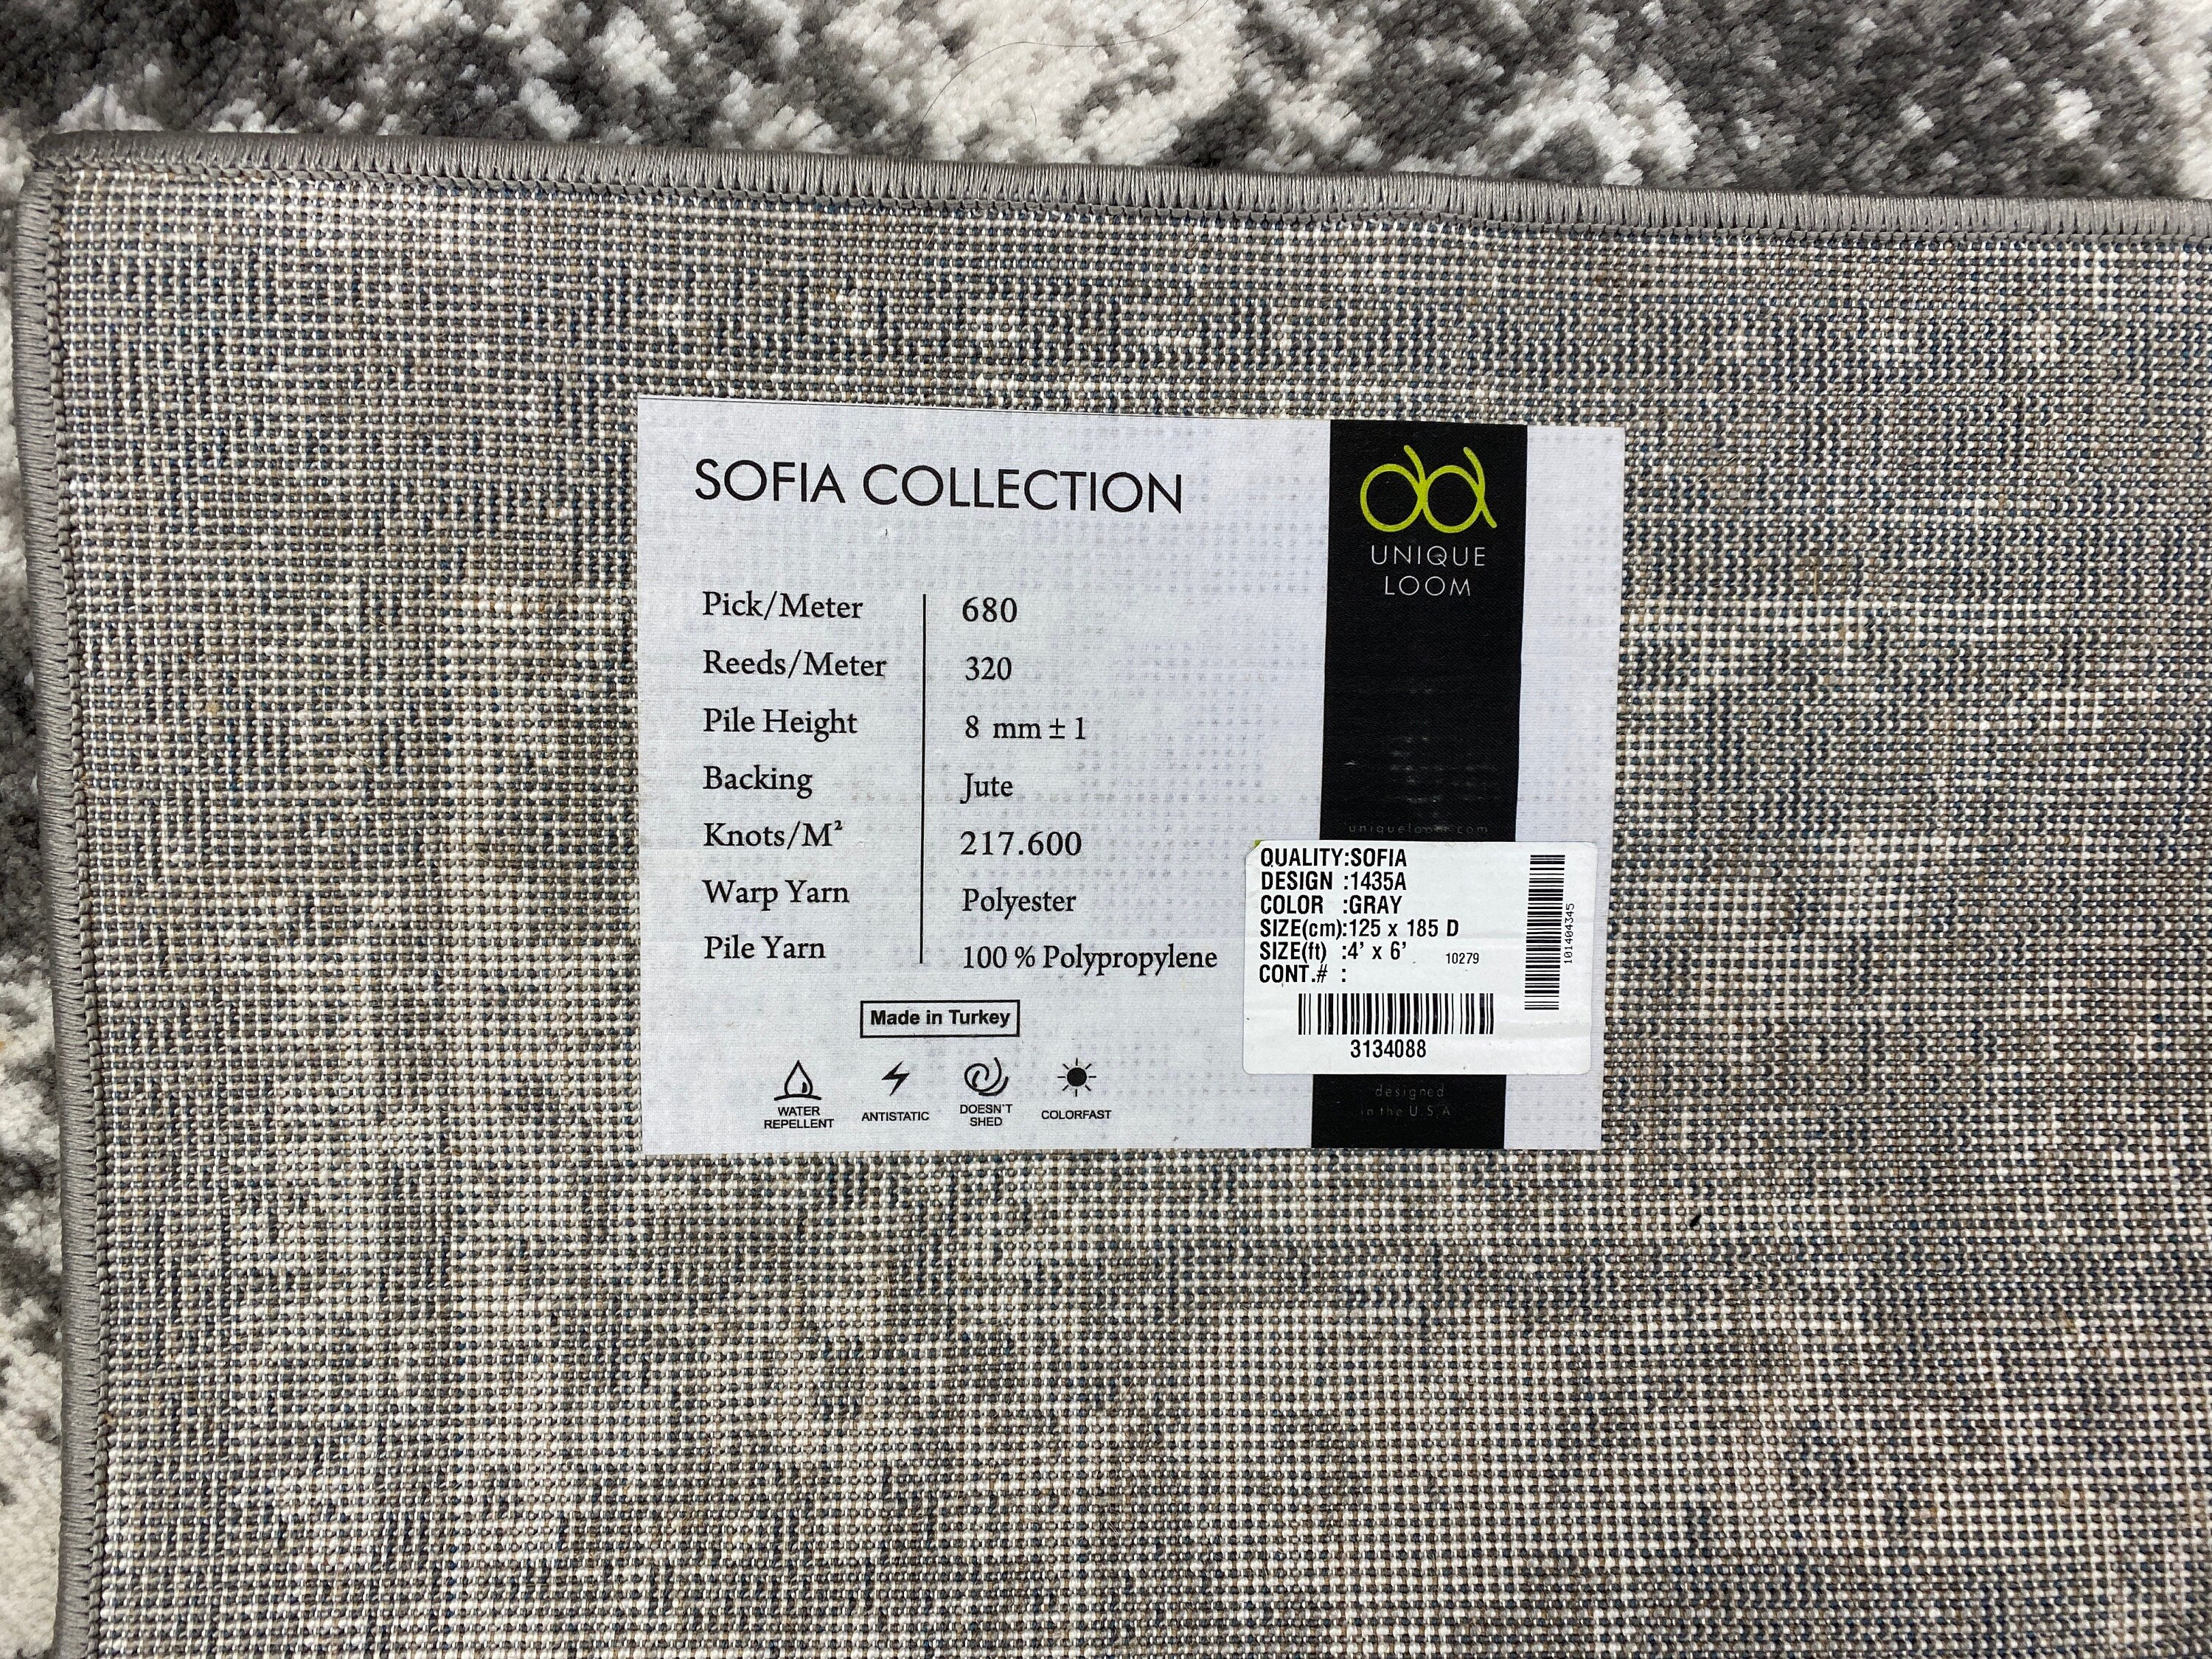 SOFIA COLLECTION
Pick/Meter 680
Reeds/Meter 320
Pile Height 8 mm ± 1
Backing Jute
Knots/M² 217.600
Warp Yarn Polyester
Pile Yarn 100 % Polypropylene
Made in Turkey
WATER
REPELLENT
ANTISTATIC
DOESN'T
SHED
COLORFAST
UNIQUE
LOOM
uniqueloom.com
QUALITY:SOFIA
DESIGN :1435A
COLOR :GRAY
SIZE(cm):125 x 185 D
SIZE(ft) :4' x 6' 10279
CONT.# :
3134088
101404345
designed
in the U.S.A